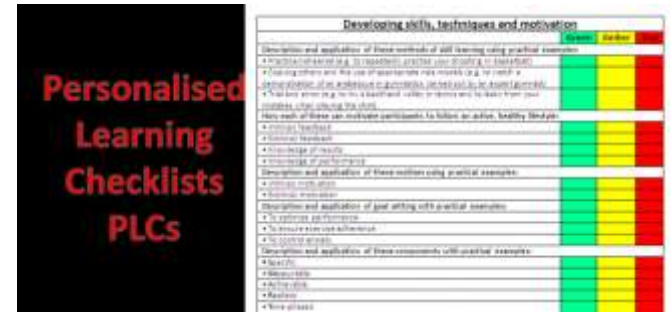 Personalised
Learning
Checklists
PLCs
Developing skills, techniques and motivation
Green Amber Red
Description and application of these methods of skill learning using practical examples:
• Practice/rehearsal (e.g. to repeatedly practise your shooting in basketball)
• Copying others and the use of appropriate role models (e.g. to watch a
demonstration of an arabesque in gymnastics carried out by an expert gymnast)
• Trial and error (e.g. to hit a backhand volley in tennis and to learn from your
mistakes when playing the shot).
How each of these can motivate participants to follow an active, healthy lifestyle:
• Intrinsic feedback
• Extrinsic feedback
• Knowledge of results
• Knowledge of performance
Description and application of these motives using practical examples:
• Intrinsic motivation
• Extrinsic motivation
Description and application of goal setting with practical examples:
• To optimise performance
• To ensure exercise adherence
• To control anxiety
Description and application of these components with practical examples:
• Specific
• Measurable
• Achievable
• Realistic
• Time-phased